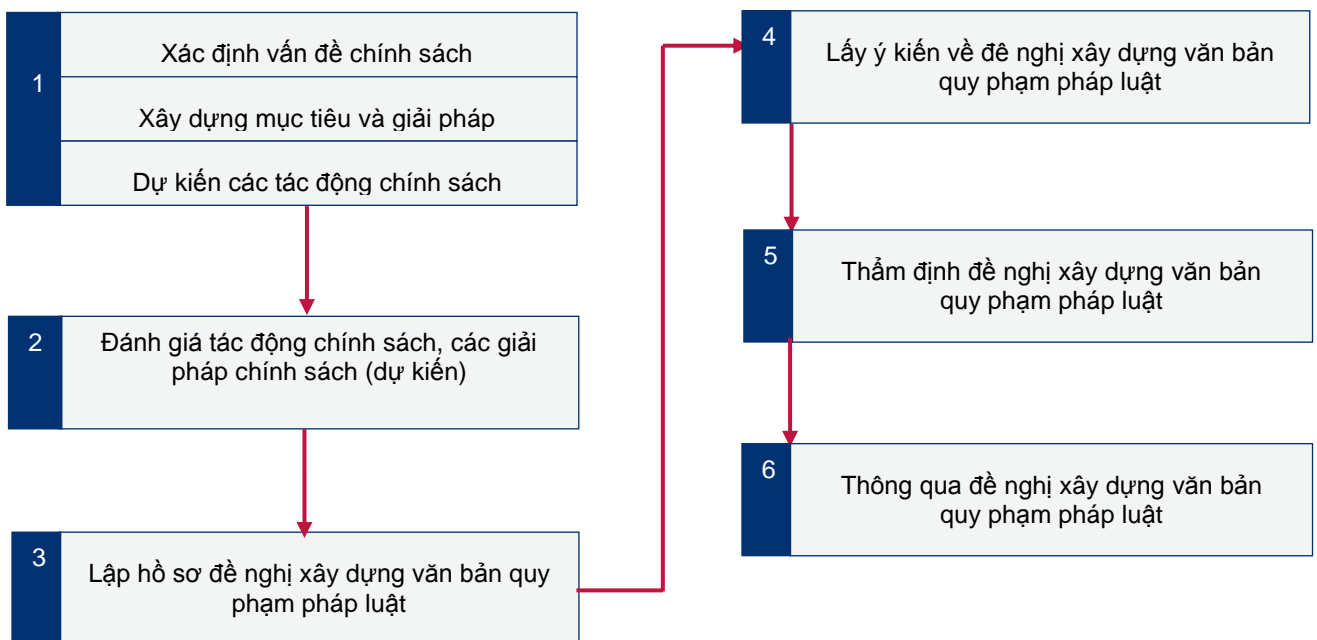 1
Xác định vấn đề chính sách
Xây dựng mục tiêu và giải pháp
Dự kiến các tác động chính sách
2
Đánh giá tác động chính sách, các giải
pháp chính sách (dự kiến)
3
Lập hồ sơ đề nghị xây dựng văn bản quy
phạm pháp luật
4
Lấy ý kiến về đê nghị xây dựng văn bản
quy phạm pháp luật
5
Thẩm định đề nghị xây dựng văn bản
quy phạm pháp luật
6
Thông qua đề nghị xây dựng văn bản
quy phạm pháp luật